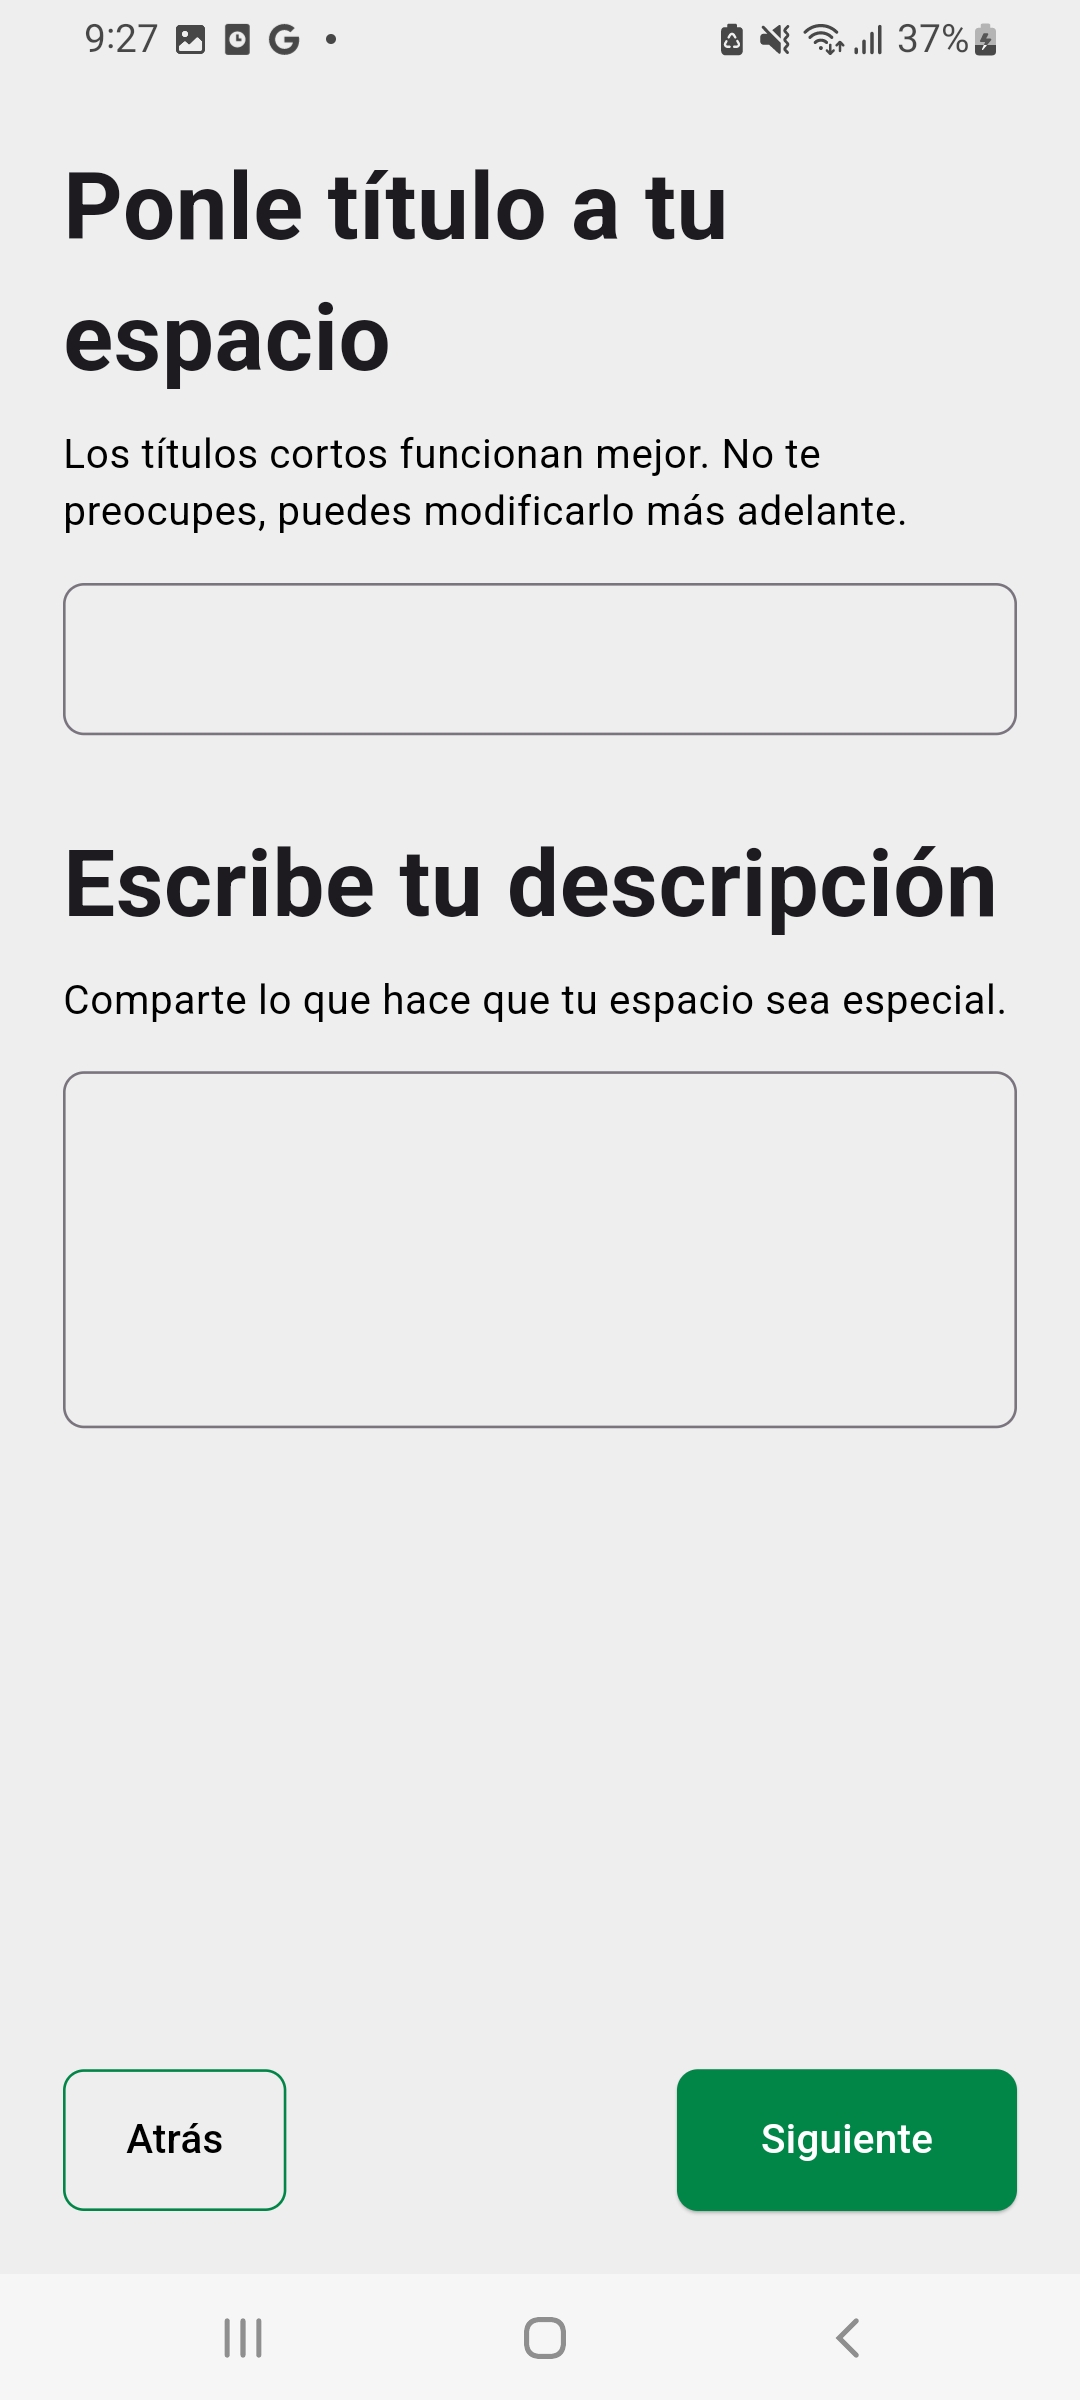 9:27
37%
Ponle título a tu
espacio
Los títulos cortos funcionan mejor. No te
preocupes, puedes modificarlo más adelante.
Escribe tu descripción
Comparte lo que hace que tu espacio sea especial.
Atrás
Siguiente